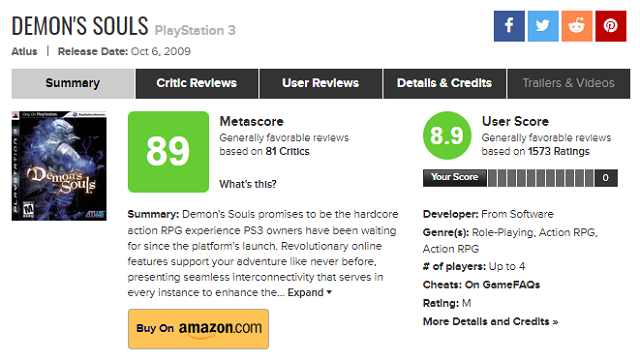 DEMON'S SOULS PlayStation 3
Atlus | Release Date: Oct 6, 2009
Summary Critic Reviews User Reviews Details & Credits Trailers & Videos
Only On PlayStation
PlayStation Network
PLAYSTATION 3
Demon's
Souls
M
ATLUS
89
Metascore
Generally favorable reviews
based on 81 Critics
What's this?
8.9
User Score
Generally favorable reviews
based on 1573 Ratings
Your Score 0
Summary: Demon's Souls promises to be the hardcore
action RPG experience PS3 owners have been waiting
for since the platform's launch. Revolutionary online
features support your adventure like never before,
presenting seamless interconnectivity that serves in
every instance to enhance the... Expand ▾
Buy On amazon.com
Developer: From Software
Genre(s): Role-Playing, Action RPG,
Action RPG
# of players: Up to 4
Cheats: On GameFAQs
Rating: M
More Details and Credits »